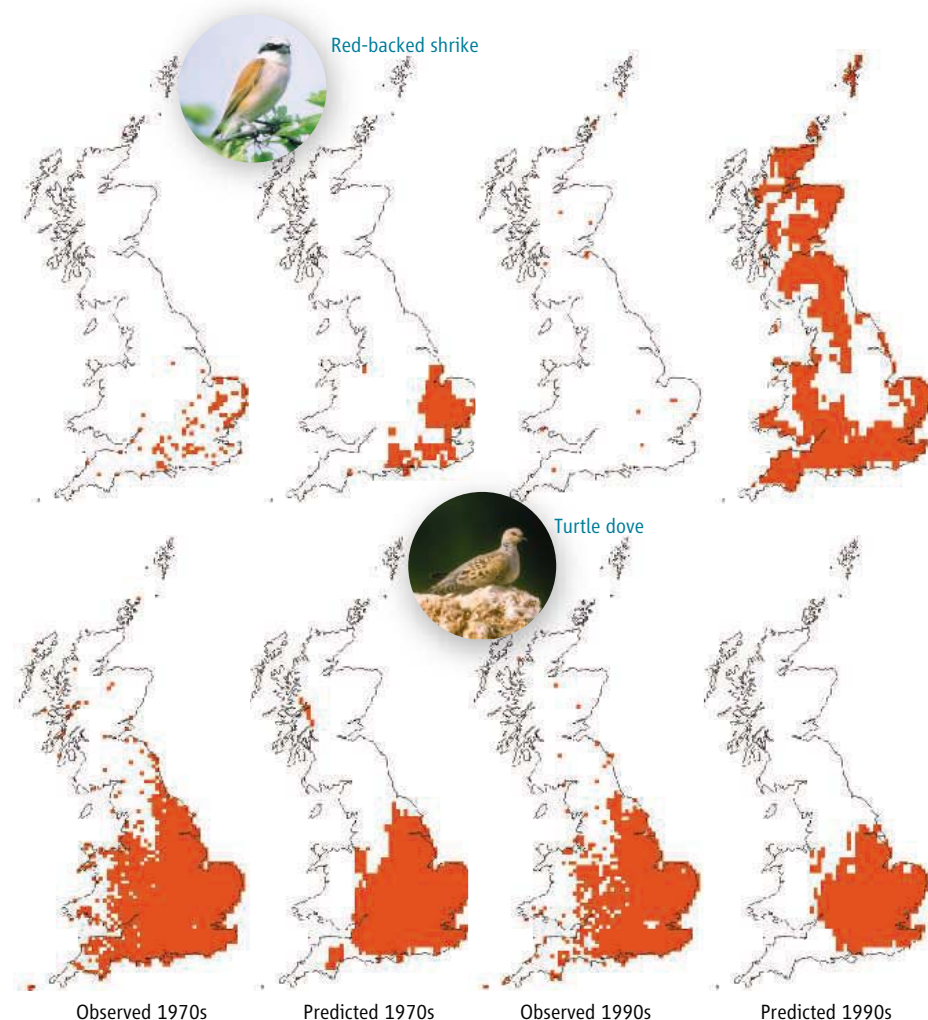 Red-backed shrike
Turtle dove
Observed 1970s
Predicted 1970s
Observed 1990s
Predicted 1990s